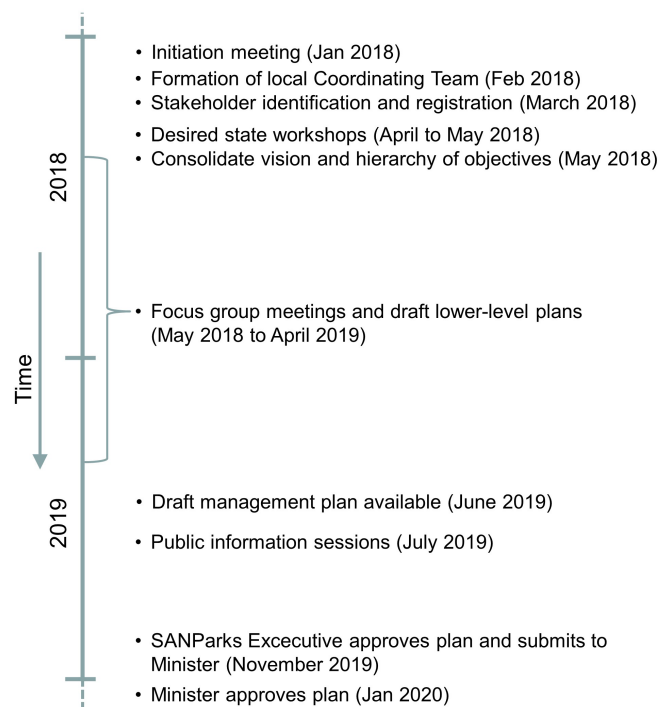 • Initiation meeting (Jan 2018)
• Formation of local Coordinating Team (Feb 2018)
• Stakeholder identification and registration (March 2018)
• Desired state workshops (April to May 2018)
• Consolidate vision and hierarchy of objectives (May 2018)
2018
• Focus group meetings and draft lower-level plans
(May 2018 to April 2019)
Time
2019
• Draft management plan available (June 2019)
• Public information sessions (July 2019)
• SANParks Excecutive approves plan and submits to
Minister (November 2019)
• Minister approves plan (Jan 2020)